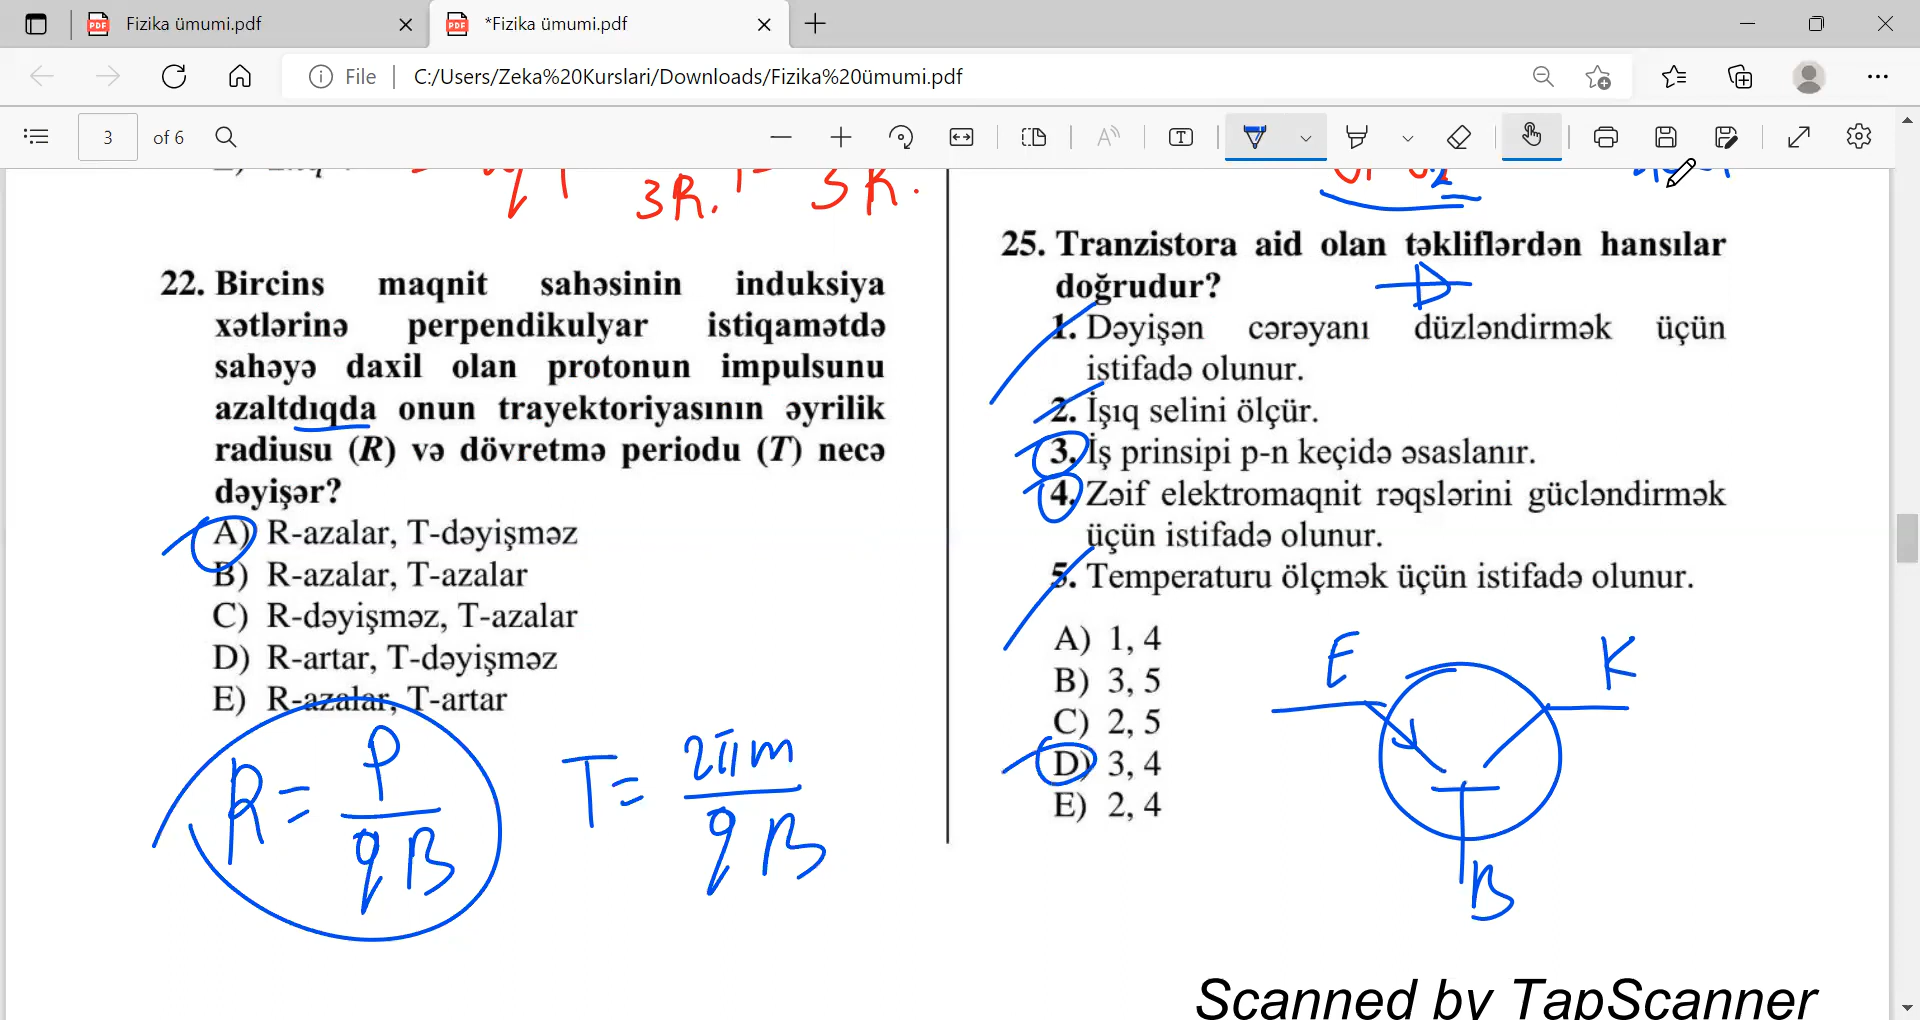 Fizika ümumi.pdf
*Fizika ümumi.pdf
File
C:/Users/Zeka%20Kurslari/Downloads/Fizika%20ümumi.pdf
3 of 6
3R.
3R.
22. Bircins maqnit sahəsinin induksiya
xətlərinə perpendikulyar istiqamətdə
sahəyə daxil olan protonun impulsunu
azaltdıqda onun trayektoriyasının əyrilik
radiusu (R) və dövretmə periodu (T) necə
dəyişər?
A) R-azalar, T-dəyişməz
B) R-azalar, T-azalar
C) R-dəyişməz, T-azalar
D) R-artar, T-dəyişməz
E) R-azalar, T-artar
R = P / qB
T = 2πm / qB
25. Tranzistora aid olan təkliflərdən hansılar
doğrudur?
1. Dəyişən cərəyanı düzləndirmək üçün
istifadə olunur.
2. İşıq selini ölçür.
3. İş prinsipi p-n keçidə əsaslanır.
4. Zəif elektromaqnit rəqslərini gücləndirmək
üçün istifadə olunur.
5. Temperaturu ölçmək üçün istifadə olunur.
A) 1, 4
B) 3, 5
C) 2, 5
D) 3, 4
E) 2, 4
E
K
B
Scanned by TapScanner